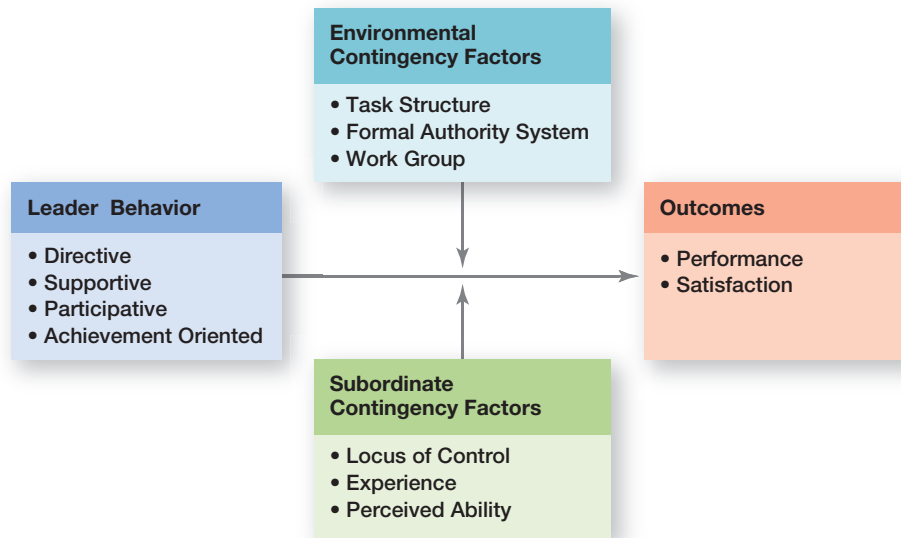 Environmental
Contingency Factors
• Task Structure
• Formal Authority System
• Work Group
Leader Behavior
• Directive
• Supportive
• Participative
• Achievement Oriented
Outcomes
• Performance
• Satisfaction
Subordinate
Contingency Factors
• Locus of Control
• Experience
• Perceived Ability